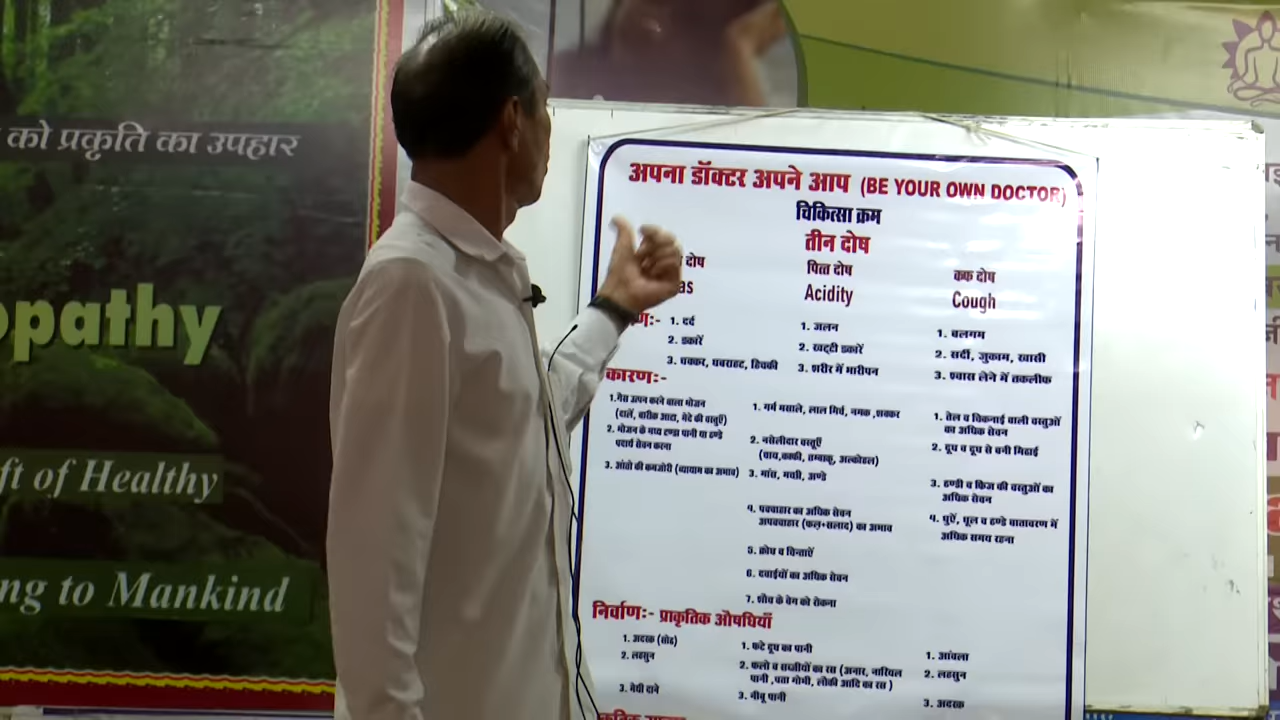 को प्रकृति का उपहार
opathy
ft of Healthy
ng to Mankind
अपना डॉक्टर अपने आप (BE YOUR OWN DOCTOR)
चिकित्सा क्रम
तीन दोष
दोष
पित्त दोष
कफ दोष
as
Acidity
Cough
1. दर्द
2. डकारें
3. चक्कर, घबराहट, हिचकी
1. जलन
2. खट्टी डकारें
3. शरीर में भारीपन
1. बलगम
2. सर्दी, जुकाम, खासी
3. श्वास लेने में तकलीफ
कारणः-
1.गैस उत्पन करने वाला भोजन
(दालें, बारीक आटा, मेदे की वस्तुएँ)
2. भोजन के मध्य ठण्डा पानी या ठण्डे
पदार्थ सेवन करना
3. आंतो की कमजोरी (व्यायाम का अभाव)
1. गर्म मसाले, लाल मिर्च, नमक ,शक्कर
2. नसेलीदार वस्तुएँ
(चाय,काफी, तम्बाकू, अल्कोहल)
3. मांस, मछी, अण्डे
4. पक्वाहार का अधिक सेवन
अपक्वाहार (फल+सलाद) का अभाव
5. क्रोध व चिन्ताऐं
6. दवाईयों का अधिक सेवन
7. शौच के वेग को रोकना
1. तेल व चिकनाई वाली वस्तुओं
का अधिक सेवन
2. दूध व दूध से बनी मिठाई
3. ठण्डी व फ्रिज की वस्तुओं का
अधिक सेवन
4. धुऐं, धूल व ठण्डे वातावरण में
अधिक समय रहना
निर्वाणः- प्राकृतिक औषधियाँ
1. अदरक (सोंठ)
2. लहसुन
3. मेथी दाने
1. फटे दूध का पानी
2. फलो व सब्जीयों का रस (अनार, नारियल
पानी ,पता गोभी, लौकी आदि का रस )
3. नीबू पानी
1. आंवला
2. लहसुन
3. अदरक